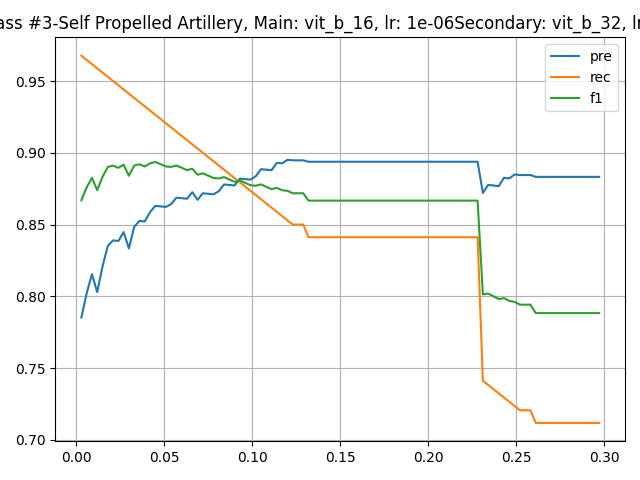 ass #3-Self Propelled Artillery, Main: vit_b_16, lr: 1e-06Secondary: vit_b_32, lr
pre
rec
f1
0.95
0.90
0.85
0.80
0.75
0.70
0.00 0.05 0.10 0.15 0.20 0.25 0.30